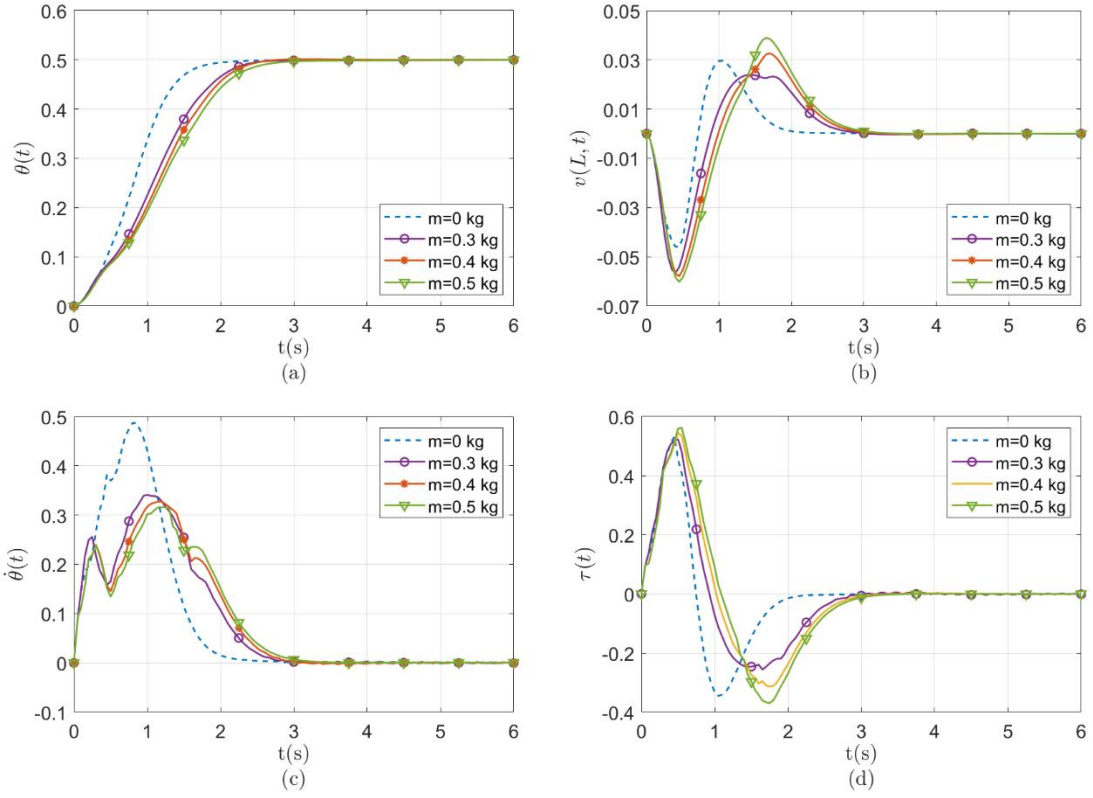 0.6
0.5
0.4
0.3
0.2
0.1
0
θ(t)
m=0 kg
m=0.3 kg
m=0.4 kg
m=0.5 kg
0 1 2 3 4 5 6
t(s)
(a)
0.05
0.03
0.01
-0.01
-0.03
-0.05
-0.07
v(L, t)
m=0 kg
m=0.3 kg
m=0.4 kg
m=0.5 kg
0 1 2 3 4 5 6
t(s)
(b)
0.5
0.4
0.3
0.2
0.1
0
-0.1
θ̇(t)
m=0 kg
m=0.3 kg
m=0.4 kg
m=0.5 kg
0 1 2 3 4 5 6
t(s)
(c)
0.6
0.4
0.2
0
-0.2
-0.4
τ(t)
m=0 kg
m=0.3 kg
m=0.4 kg
m=0.5 kg
0 1 2 3 4 5 6
t(s)
(d)